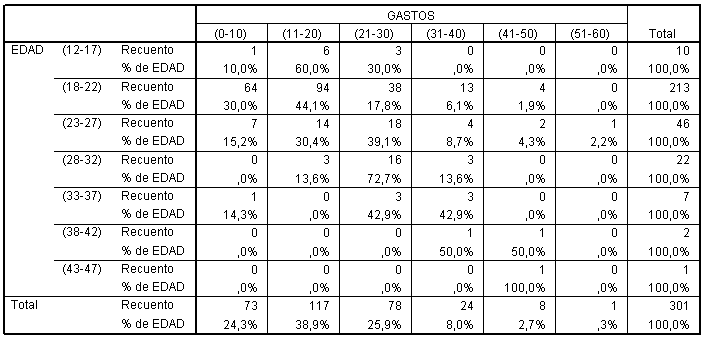 GASTOS
(0-10) (11-20) (21-30) (31-40) (41-50) (51-60) Total
EDAD (12-17) Recuento 1 6 3 0 0 0 10
% de EDAD 10,0% 60,0% 30,0% ,0% ,0% ,0% 100,0%
(18-22) Recuento 64 94 38 13 4 0 213
% de EDAD 30,0% 44,1% 17,8% 6,1% 1,9% ,0% 100,0%
(23-27) Recuento 7 14 18 4 2 1 46
% de EDAD 15,2% 30,4% 39,1% 8,7% 4,3% 2,2% 100,0%
(28-32) Recuento 0 3 16 3 0 0 22
% de EDAD ,0% 13,6% 72,7% 13,6% ,0% ,0% 100,0%
(33-37) Recuento 1 0 3 3 0 0 7
% de EDAD 14,3% ,0% 42,9% 42,9% ,0% ,0% 100,0%
(38-42) Recuento 0 0 0 1 1 0 2
% de EDAD ,0% ,0% ,0% 50,0% 50,0% ,0% 100,0%
(43-47) Recuento 0 0 0 0 1 0 1
% de EDAD ,0% ,0% ,0% ,0% 100,0% ,0% 100,0%
Total Recuento 73 117 78 24 8 1 301
% de EDAD 24,3% 38,9% 25,9% 8,0% 2,7% ,3% 100,0%